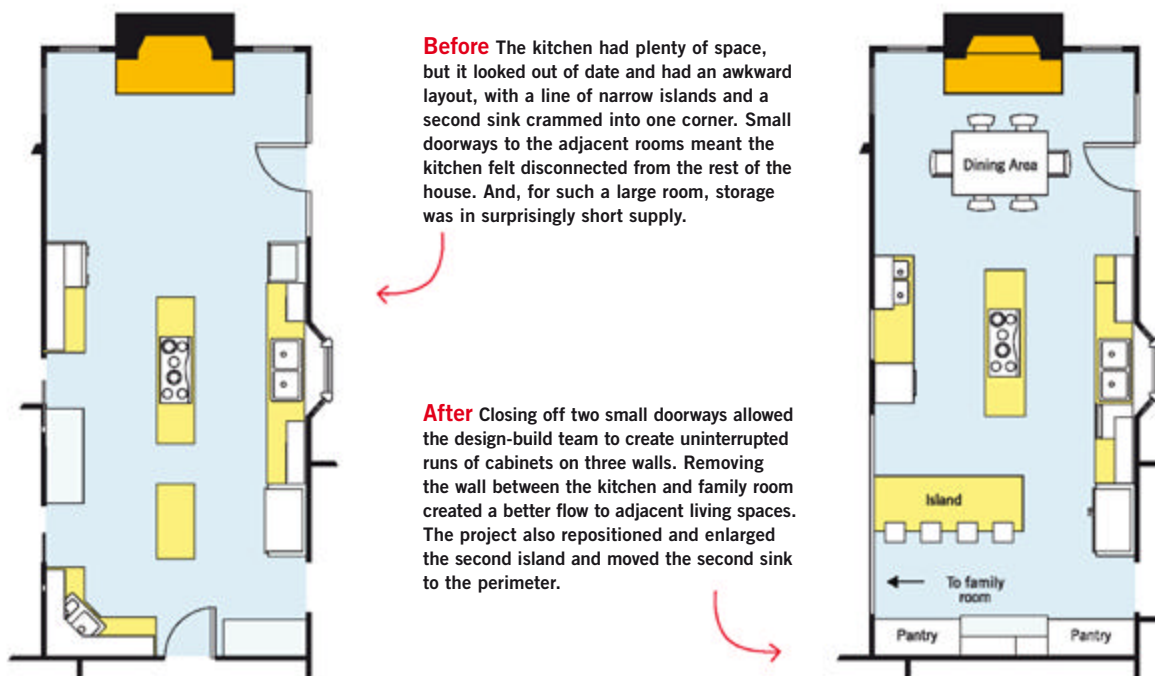 Before The kitchen had plenty of space,
but it looked out of date and had an awkward
layout, with a line of narrow islands and a
second sink crammed into one corner. Small
doorways to the adjacent rooms meant the
kitchen felt disconnected from the rest of the
house. And, for such a large room, storage
was in surprisingly short supply.
After Closing off two small doorways allowed
the design-build team to create uninterrupted
runs of cabinets on three walls. Removing
the wall between the kitchen and family room
created a better flow to adjacent living spaces.
The project also repositioned and enlarged
the second island and moved the second sink
to the perimeter.
Dining Area
Island
To family
room
Pantry
Pantry